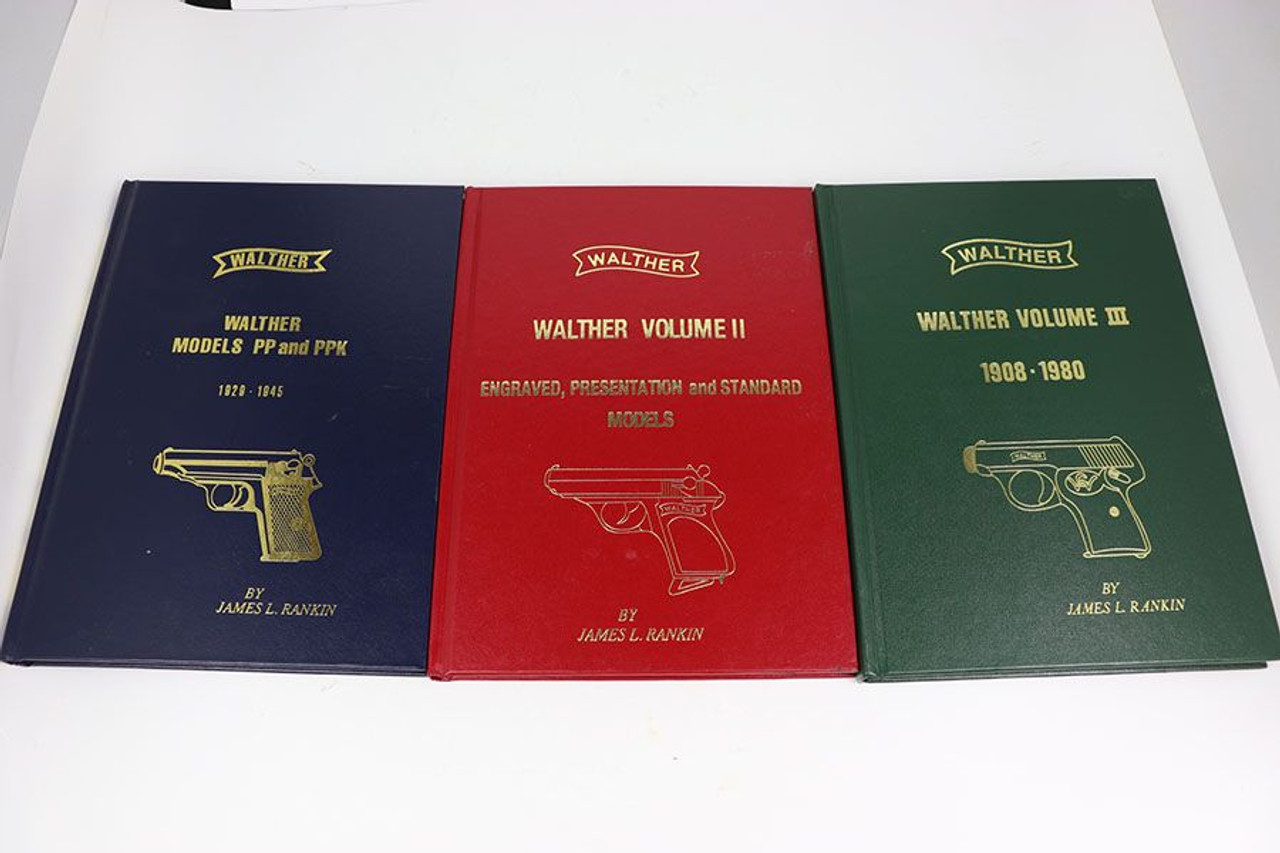 WALTHER
WALTHER
MODELS PP and PPK
1929 - 1945
BY
JAMES L. RANKIN
WALTHER
WALTHER VOLUME II
ENGRAVED, PRESENTATION and STANDARD
MODELS
WALTHER
BY
JAMES L. RANKIN
WALTHER
WALTHER VOLUME III
1908 - 1980
WALTHER
BY
JAMES L. RANKIN